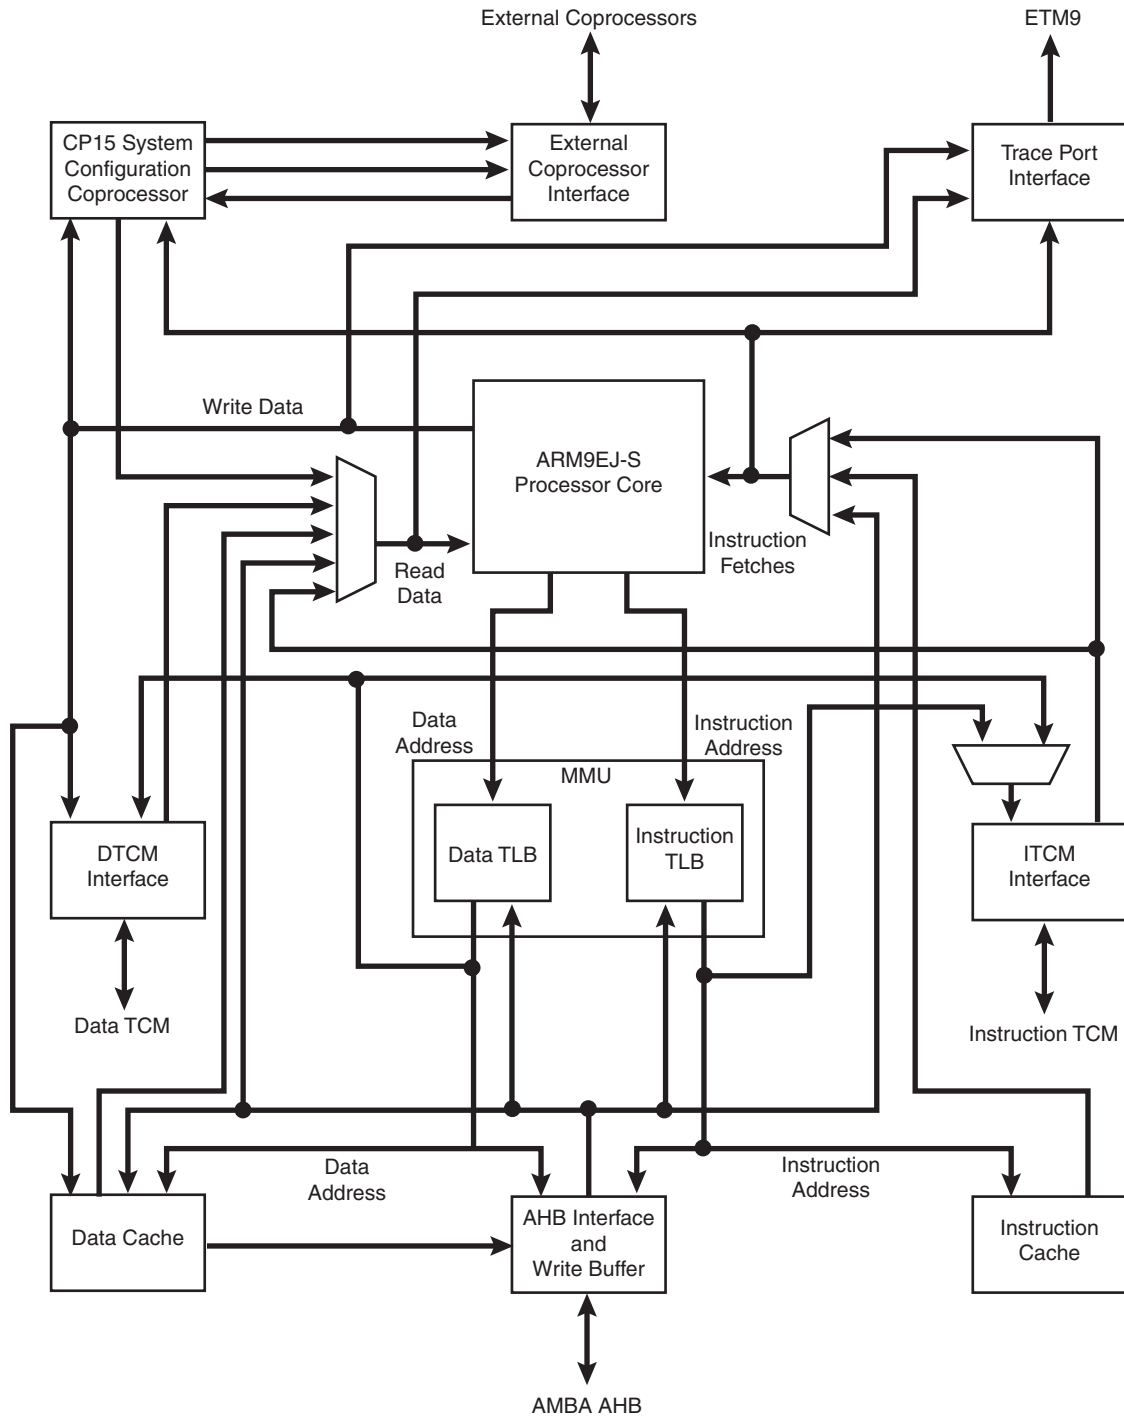 External Coprocessors
ETM9
CP15 System
Configuration
Coprocessor
External
Coprocessor
Interface
Trace Port
Interface
Write Data
ARM9EJ-S
Processor Core
Instruction
Fetches
Read
Data
Data
Address
Instruction
Address
MMU
DTCM
Interface
Data TLB
Instruction
TLB
ITCM
Interface
Data TCM
Instruction TCM
Data
Address
Instruction
Address
Data Cache
AHB Interface
and
Write Buffer
Instruction
Cache
AMBA AHB